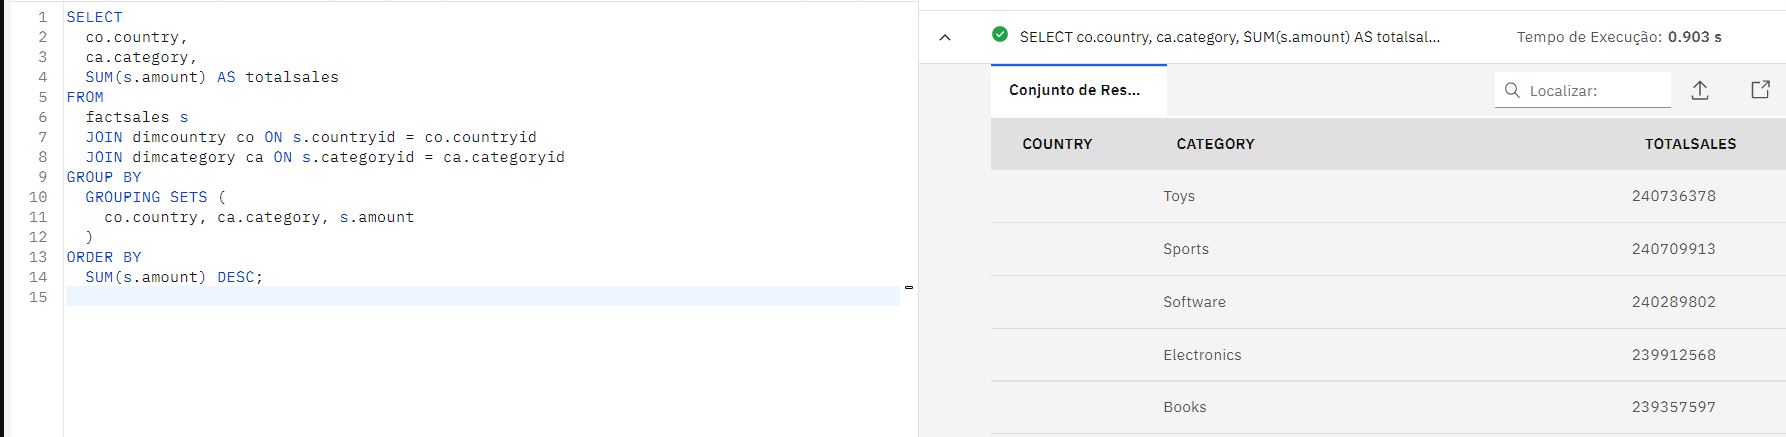 1 SELECT
2 co.country,
3 ca.category,
4 SUM(s.amount) AS totalsales
5 FROM
6 factsales s
7 JOIN dimcountry co ON s.countryid = co.countryid
8 JOIN dimcategory ca ON s.categoryid = ca.categoryid
9 GROUP BY
10 GROUPING SETS (
11 co.country, ca.category, s.amount
12 )
13 ORDER BY
14 SUM(s.amount) DESC;
15
SELECT co.country, ca.category, SUM(s.amount) AS totalsal... Tempo de Execução: 0.903 s
Conjunto de Res... Localizar:
COUNTRY CATEGORY TOTALSALES
Toys 240736378
Sports 240709913
Software 240289802
Electronics 239912568
Books 239357597